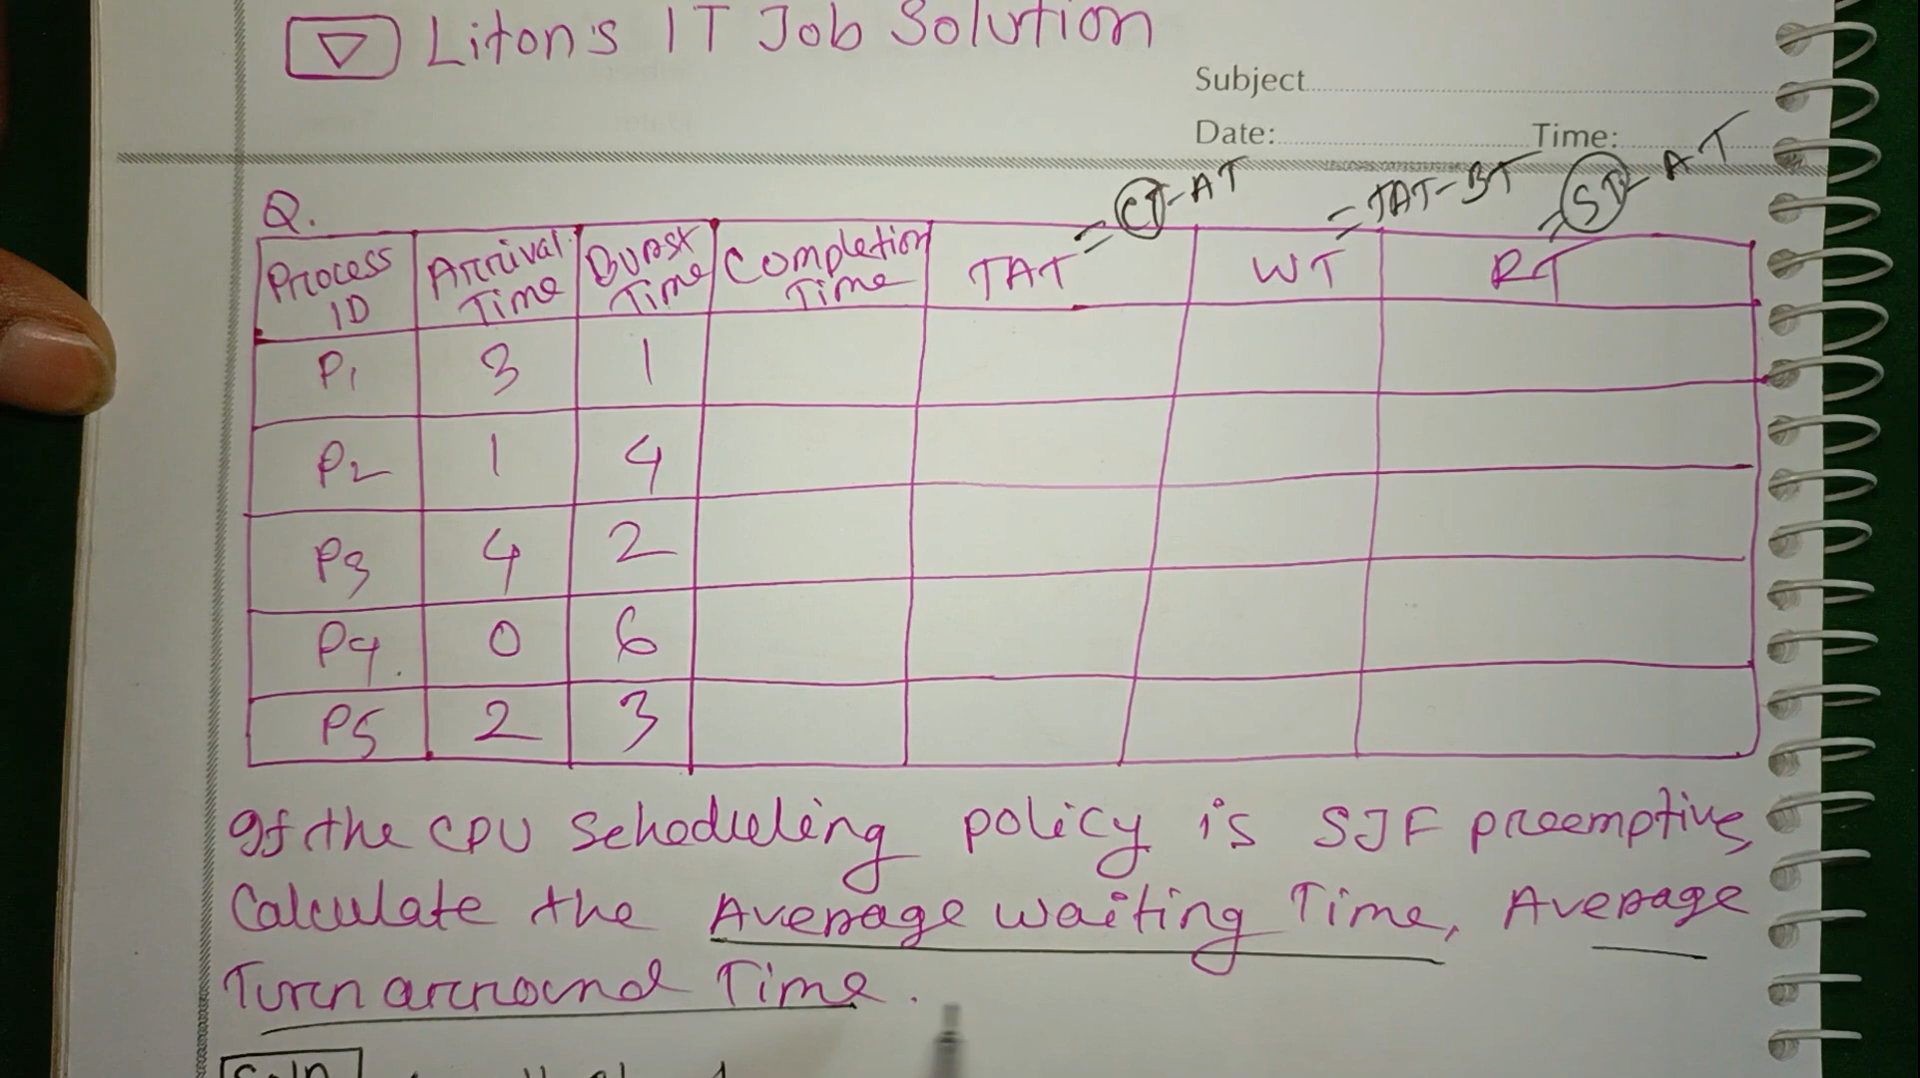 ▽ Liton's IT Job Solution
Subject
Date: Time:
Q.
= CT-AT = TAT-BT = ST-AT
Process ID Arrival Time Burst Time Completion Time TAT WT RT
P1 3 1
P2 1 4
P3 4 2
P4. 0 6
P5 2 3
If the CPU Scheduling policy is SJF preemptive,
Calculate the Average waiting Time, Average
Turn arround Time.
Soln